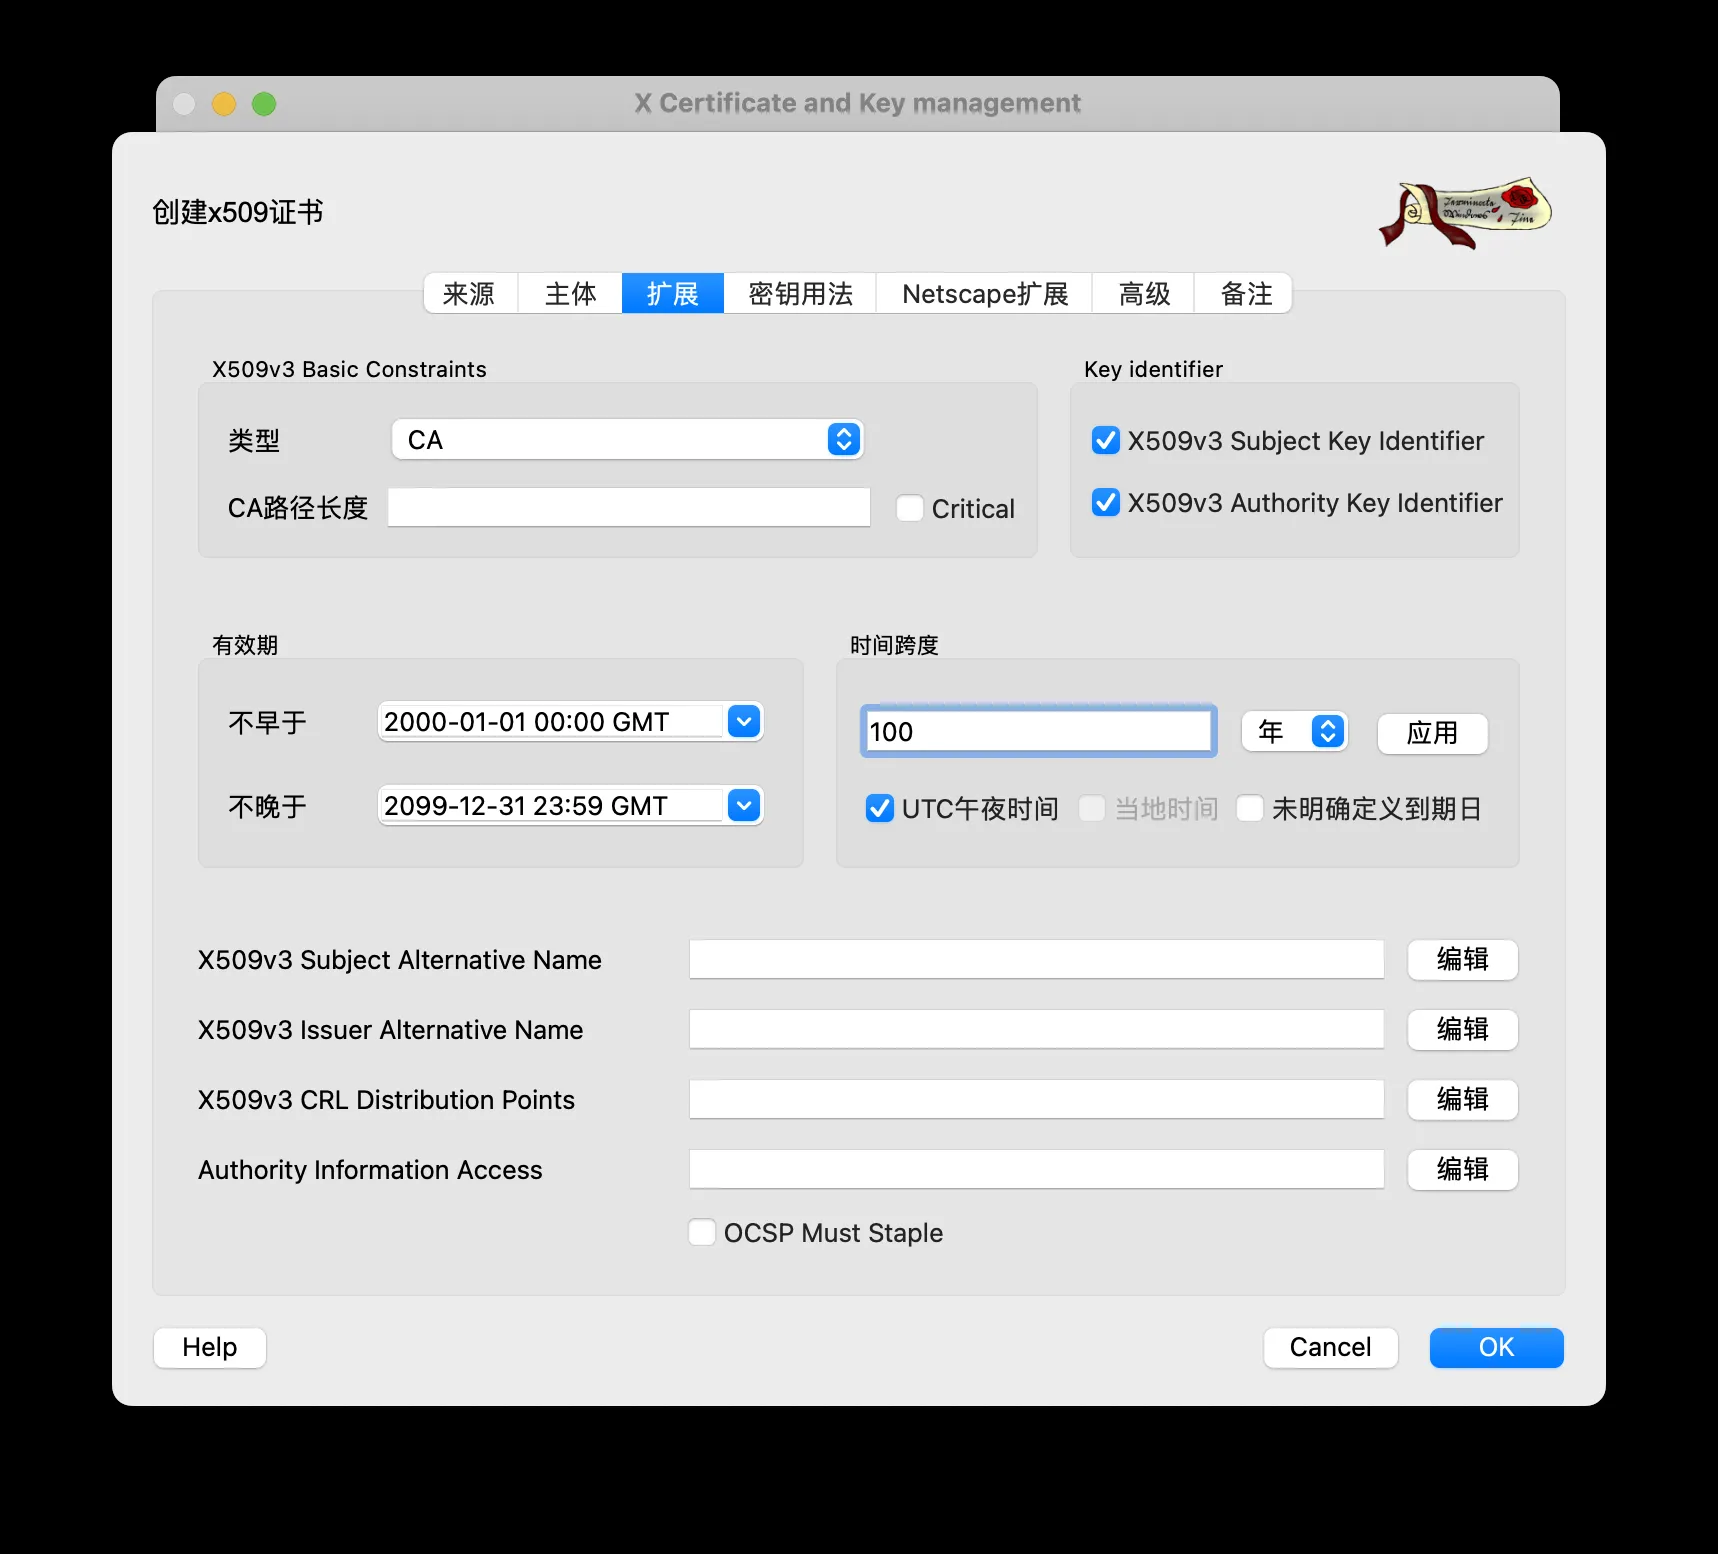 X Certificate and Key management
创建x509证书
来源 主体 扩展 密钥用法 Netscape扩展 高级 备注
X509v3 Basic Constraints
类型 CA
CA路径长度 Critical
Key identifier
X509v3 Subject Key Identifier
X509v3 Authority Key Identifier
有效期
不早于 2000-01-01 00:00 GMT
不晚于 2099-12-31 23:59 GMT
时间跨度
100 年 应用
UTC午夜时间 当地时间 未明确定义到期日
X509v3 Subject Alternative Name 编辑
X509v3 Issuer Alternative Name 编辑
X509v3 CRL Distribution Points 编辑
Authority Information Access 编辑
OCSP Must Staple
Help Cancel OK